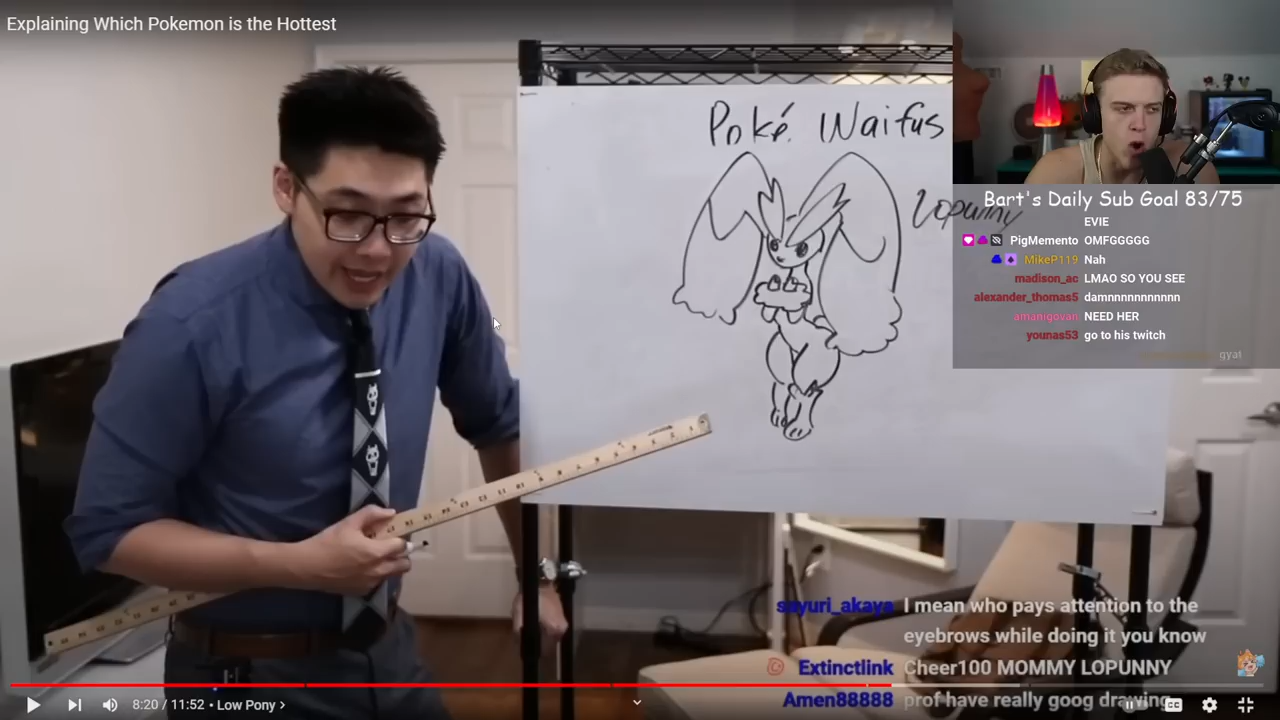 Explaining Which Pokemon is the Hottest
Poké Waifus
Lopunny
Bart's Daily Sub Goal 83/75
EVIE
PigMemento OMFGGGGG
MikeP119 Nah
madison_ac LMAO SO YOU SEE
alexander_thomas5 damnnnnnnnnnn
amanigovan NEED HER
younas53 go to his twitch
gyat
sayuri_akaya I mean who pays attention to the
eyebrows while doing it you know
Extinctlink Cheer100 MOMMY LOPUNNY
Amen88888 prof have really goog drawing
8:20 / 11:52 • Low Pony >